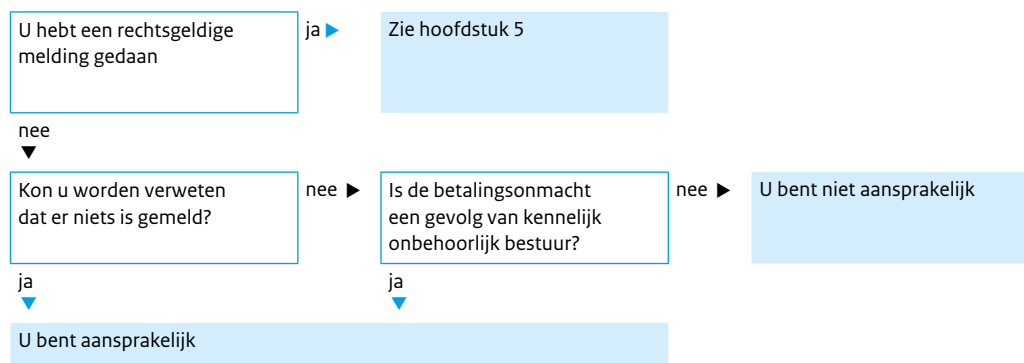 U hebt een rechtsgeldige
melding gedaan
ja
Zie hoofdstuk 5
nee
Kon u worden verweten
dat er niets is gemeld?
nee
Is de betalingsonmacht
een gevolg van kennelijk
onbehoorlijk bestuur?
nee
U bent niet aansprakelijk
ja
ja
U bent aansprakelijk